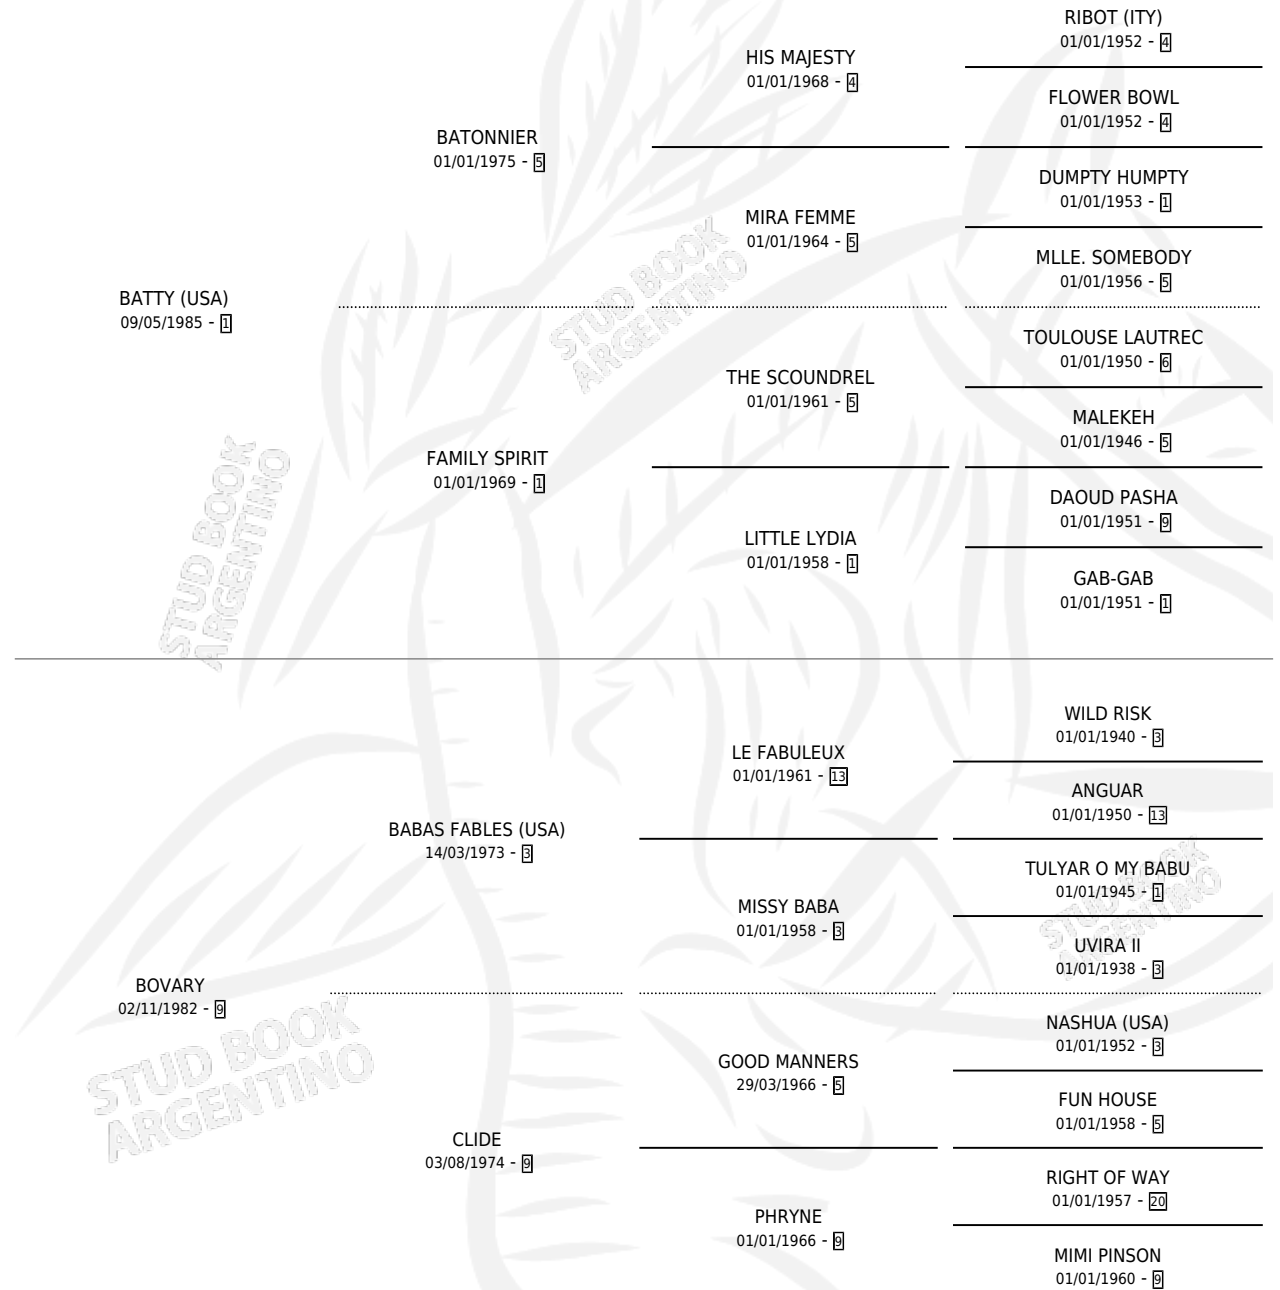 RIBOT (ITY)
01/01/1952 - 4
HIS MAJESTY
01/01/1968 - 4
FLOWER BOWL
01/01/1952 - 4
BATONNIER
01/01/1975 - 5
DUMPTY HUMPTY
01/01/1953 - 1
MIRA FEMME
01/01/1964 - 5
MLLE. SOMEBODY
01/01/1956 - 5
BATTY (USA)
09/05/1985 - 1
TOULOUSE LAUTREC
01/01/1950 - 6
THE SCOUNDREL
01/01/1961 - 5
MALEKEH
01/01/1946 - 5
FAMILY SPIRIT
01/01/1969 - 1
DAOUD PASHA
01/01/1951 - 9
LITTLE LYDIA
01/01/1958 - 1
GAB-GAB
01/01/1951 - 1
STUD BOOK
ARGENTINO
STUD BOOK
ARGENTINO
WILD RISK
01/01/1940 - 3
LE FABULEUX
01/01/1961 - 13
ANGUAR
01/01/1950 - 13
BABAS FABLES (USA)
14/03/1973 - 3
TULYAR O MY BABU
01/01/1945 - 1
MISSY BABA
01/01/1958 - 3
UVIRA II
01/01/1938 - 3
BOVARY
02/11/1982 - 9
NASHUA (USA)
01/01/1952 - 3
GOOD MANNERS
29/03/1966 - 5
FUN HOUSE
01/01/1958 - 5
CLIDE
03/08/1974 - 9
RIGHT OF WAY
01/01/1957 - 20
PHRYNE
01/01/1966 - 9
MIMI PINSON
01/01/1960 - 9
STUD BOOK
ARGENTINO
STUD BOOK
ARGENTINO